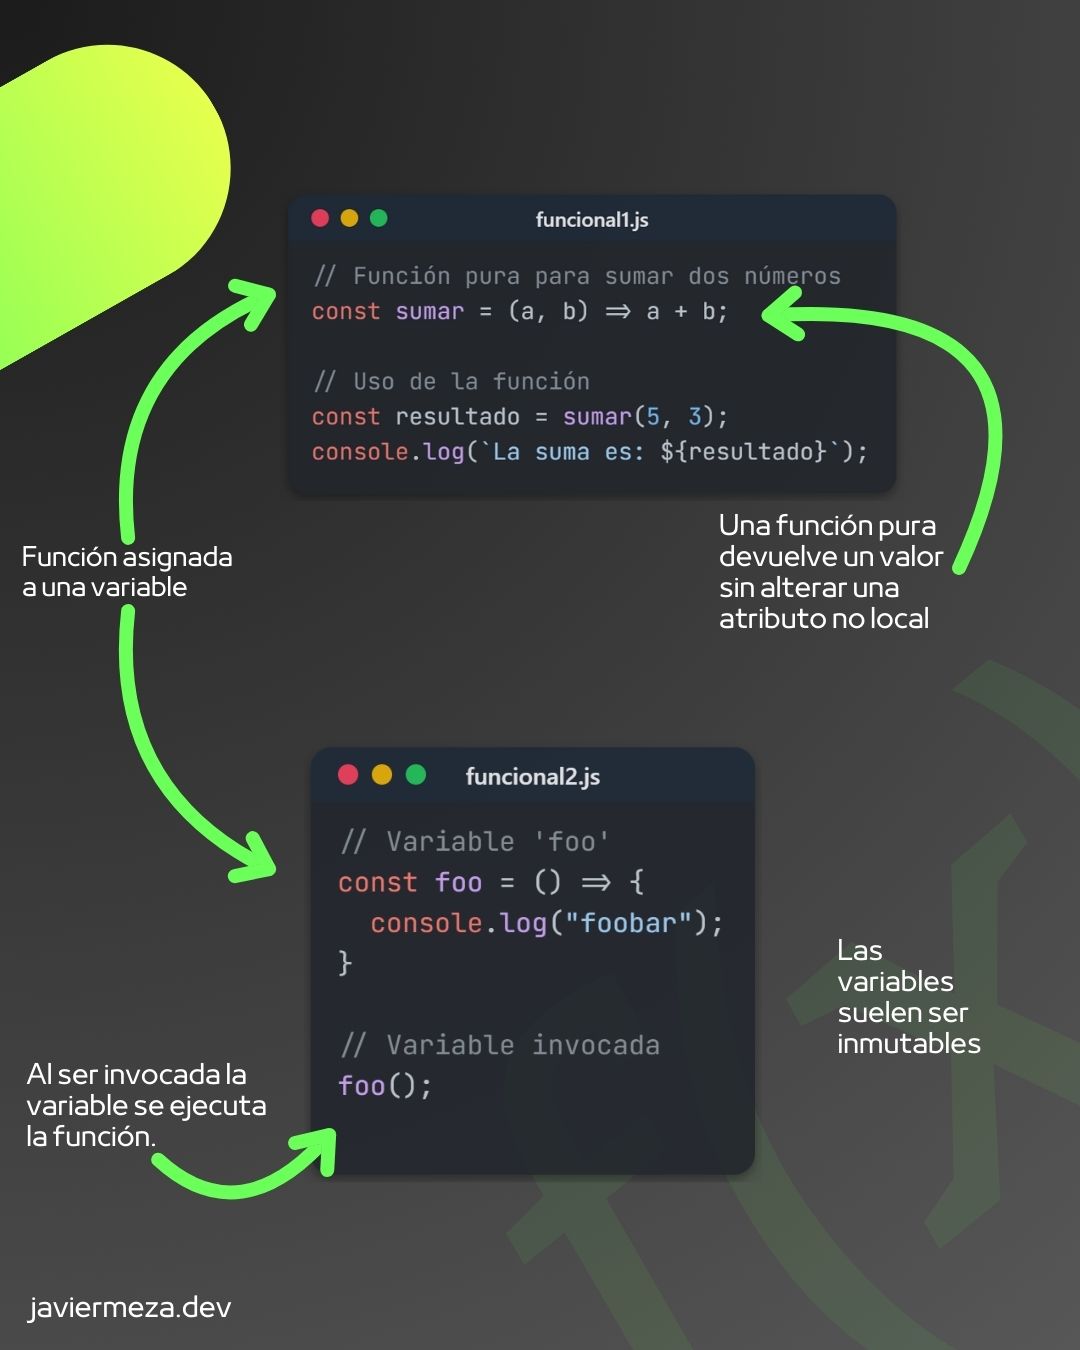 funcional1.js
// Función pura para sumar dos números
const sumar = (a, b) => a + b;
// Uso de la función
const resultado = sumar(5, 3);
console.log(`La suma es: ${resultado}`);
Función asignada
a una variable
Una función pura
devuelve un valor
sin alterar una
atributo no local
funcional2.js
// Variable 'foo'
const foo = () => {
  console.log("foobar");
}
// Variable invocada
foo();
Las
variables
suelen ser
inmutables
Al ser invocada la
variable se ejecuta
la función.
javiermeza.dev